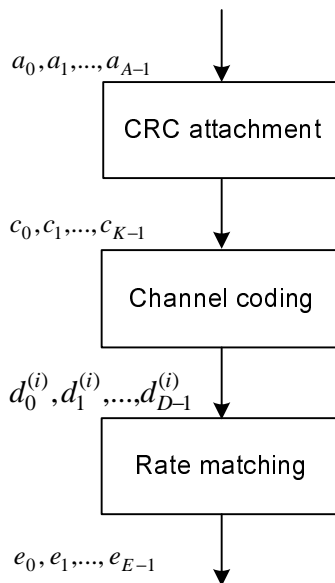 a_0, a_1,..., a_{A-1}
CRC attachment
c_0, c_1,..., c_{K-1}
Channel coding
d_0^{(i)}, d_1^{(i)},..., d_{D-1}^{(i)}
Rate matching
e_0, e_1,..., e_{E-1}